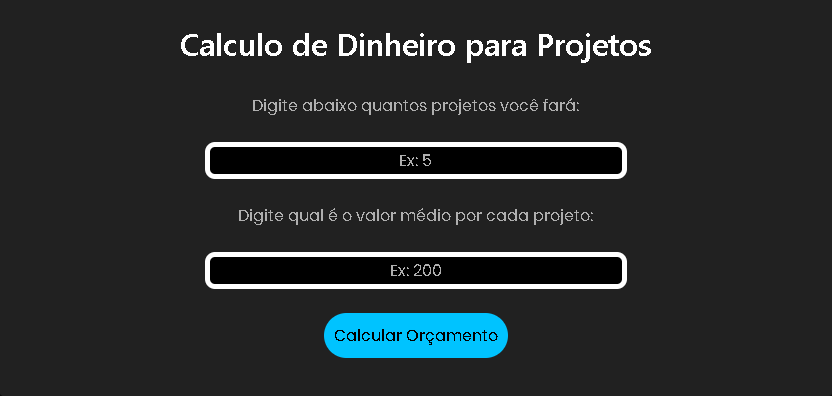 Calculo de Dinheiro para Projetos
Digite abaixo quantos projetos você fará:
Ex: 5
Digite qual é o valor médio por cada projeto:
Ex: 200
Calcular Orçamento